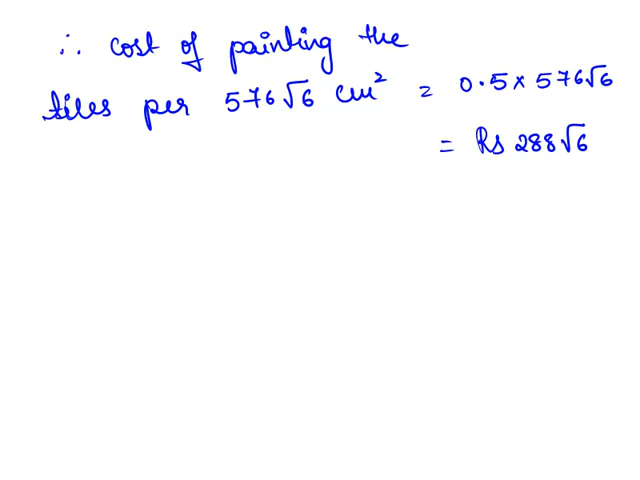 ∴ cost of painting the
tiles per 576√6 cm² = 0.5 × 576√6
= Rs 288√6